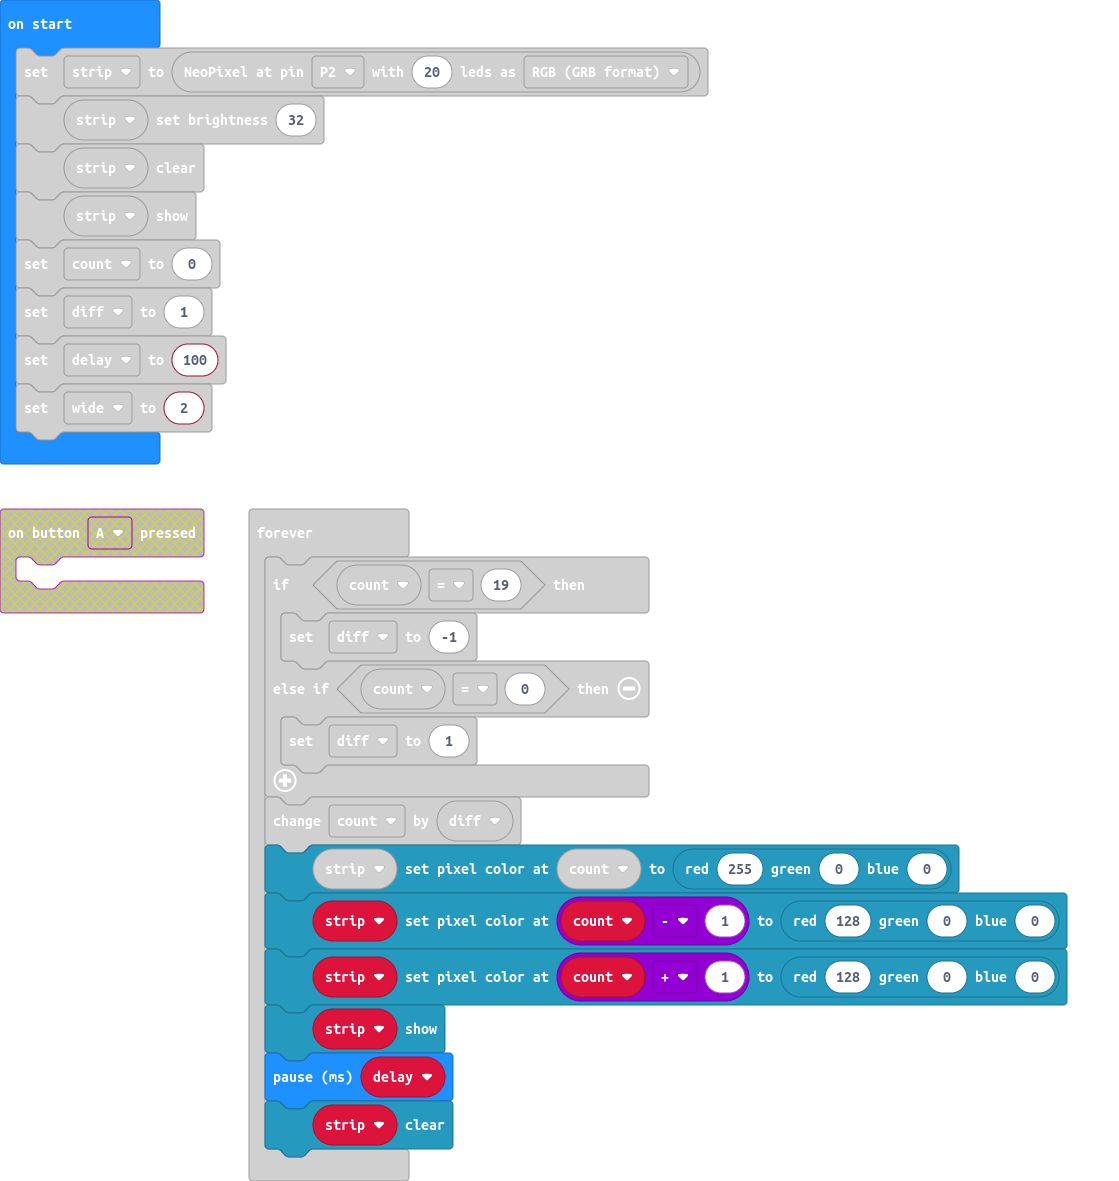 on start
set strip to NeoPixel at pin P2 with 20 leds as RGB (GRB format)
strip set brightness 32
strip clear
strip show
set count to 0
set diff to 1
set delay to 100
set wide to 2
on button A pressed
forever
if count = 19 then
set diff to -1
else if count = 0 then
set diff to 1
change count by diff
strip set pixel color at count to red 255 green 0 blue 0
strip set pixel color at count - 1 to red 128 green 0 blue 0
strip set pixel color at count + 1 to red 128 green 0 blue 0
strip show
pause (ms) delay
strip clear